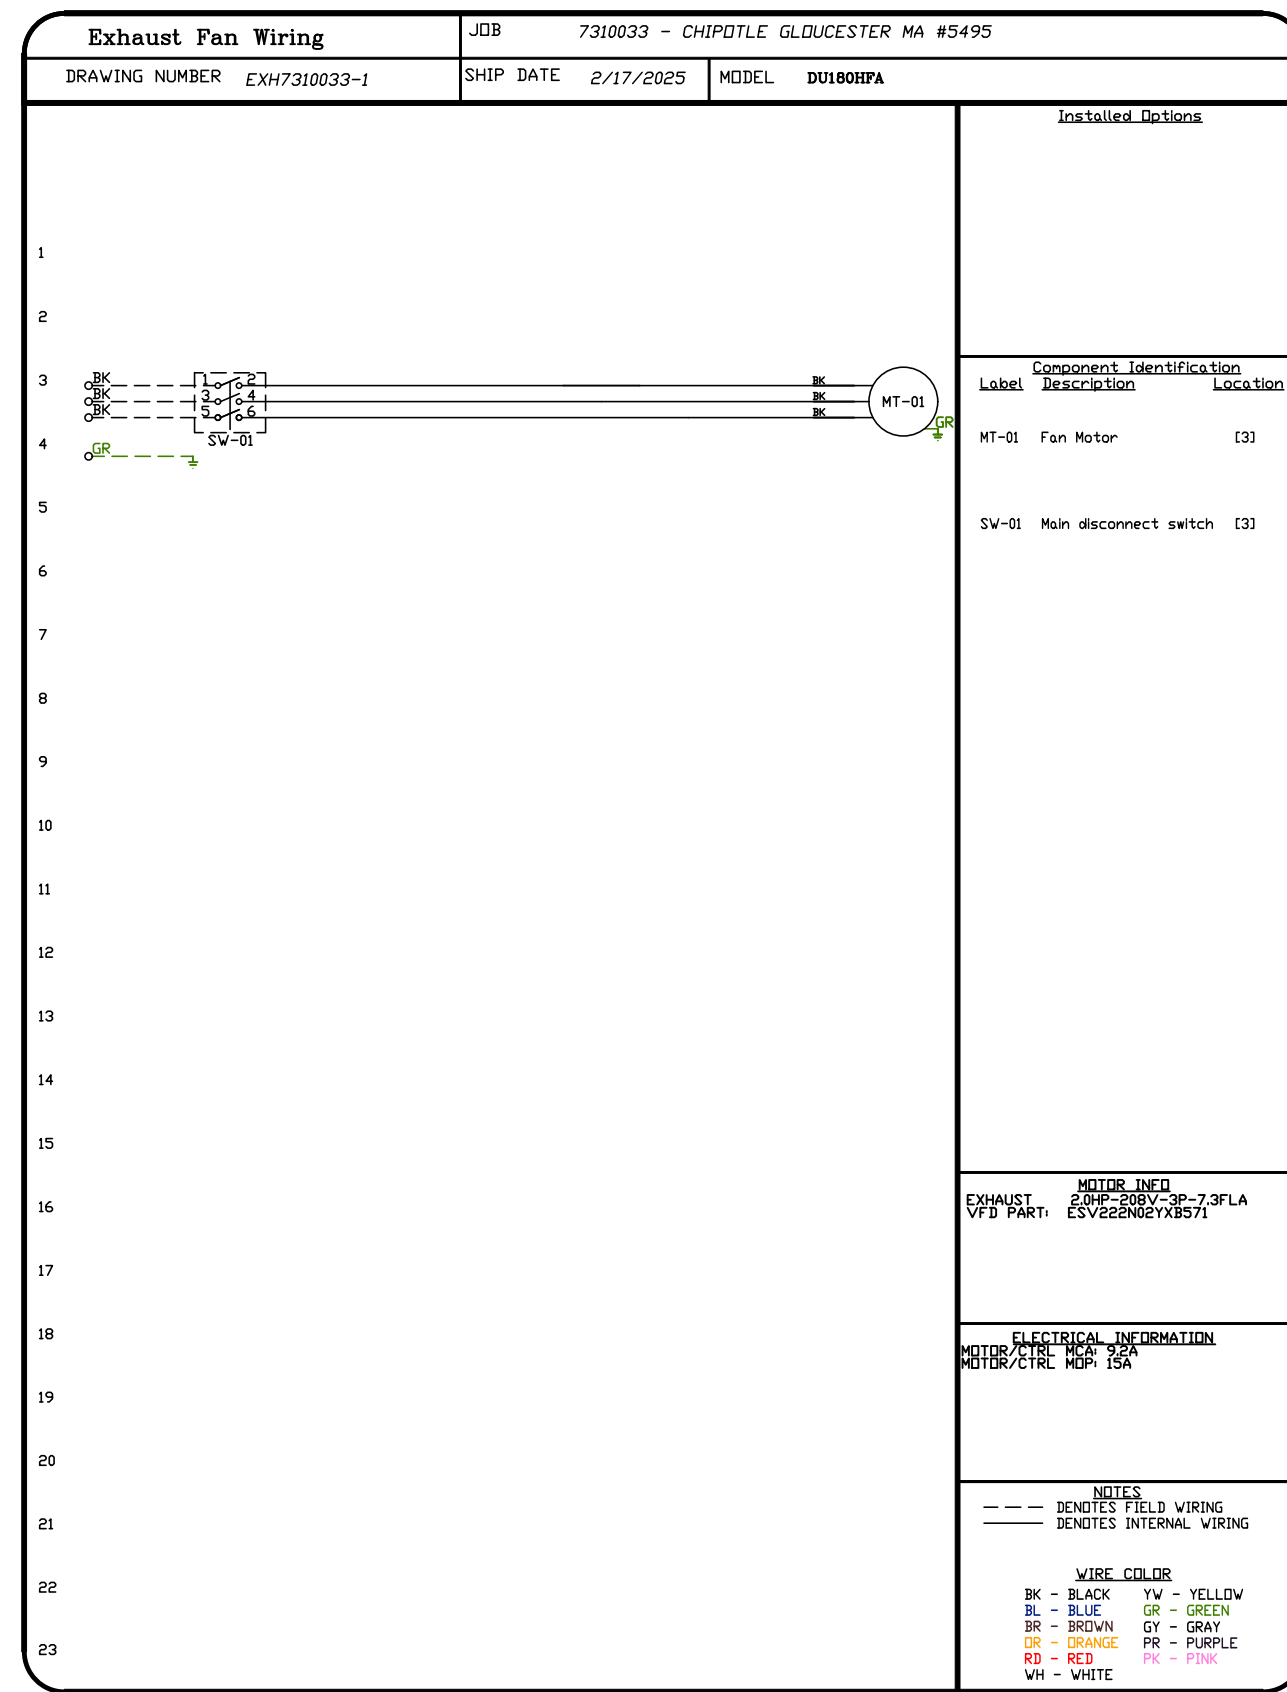 Exhaust Fan Wiring
JOB 7310033 - CHIPOTLE GLOUCESTER MA #5495
DRAWING NUMBER EXH7310033-1
SHIP DATE 2/17/2025
MODEL DU180HFA
Installed Options
1
2
3
BK 1 2 BK
BK 3 4 BK
BK 5 6 BK
MT-01
GR
SW-01
4
GR
5
6
7
8
9
10
11
12
13
14
15
16
17
18
19
20
21
22
23
Component Identification
Label Description Location
MT-01 Fan Motor [3]
SW-01 Main disconnect switch [3]
MOTOR INFO
EXHAUST 2.0HP-208V-3P-7.3FLA
VFD PART: ESV222N02YXB571
ELECTRICAL INFORMATION
MOTOR/CTRL MCA: 9.2A
MOTOR/CTRL MOP: 15A
NOTES
DENOTES FIELD WIRING
DENOTES INTERNAL WIRING
WIRE COLOR
BK - BLACK YW - YELLOW
BL - BLUE GR - GREEN
BR - BROWN GY - GRAY
OR - ORANGE PR - PURPLE
RD - RED PK - PINK
WH - WHITE